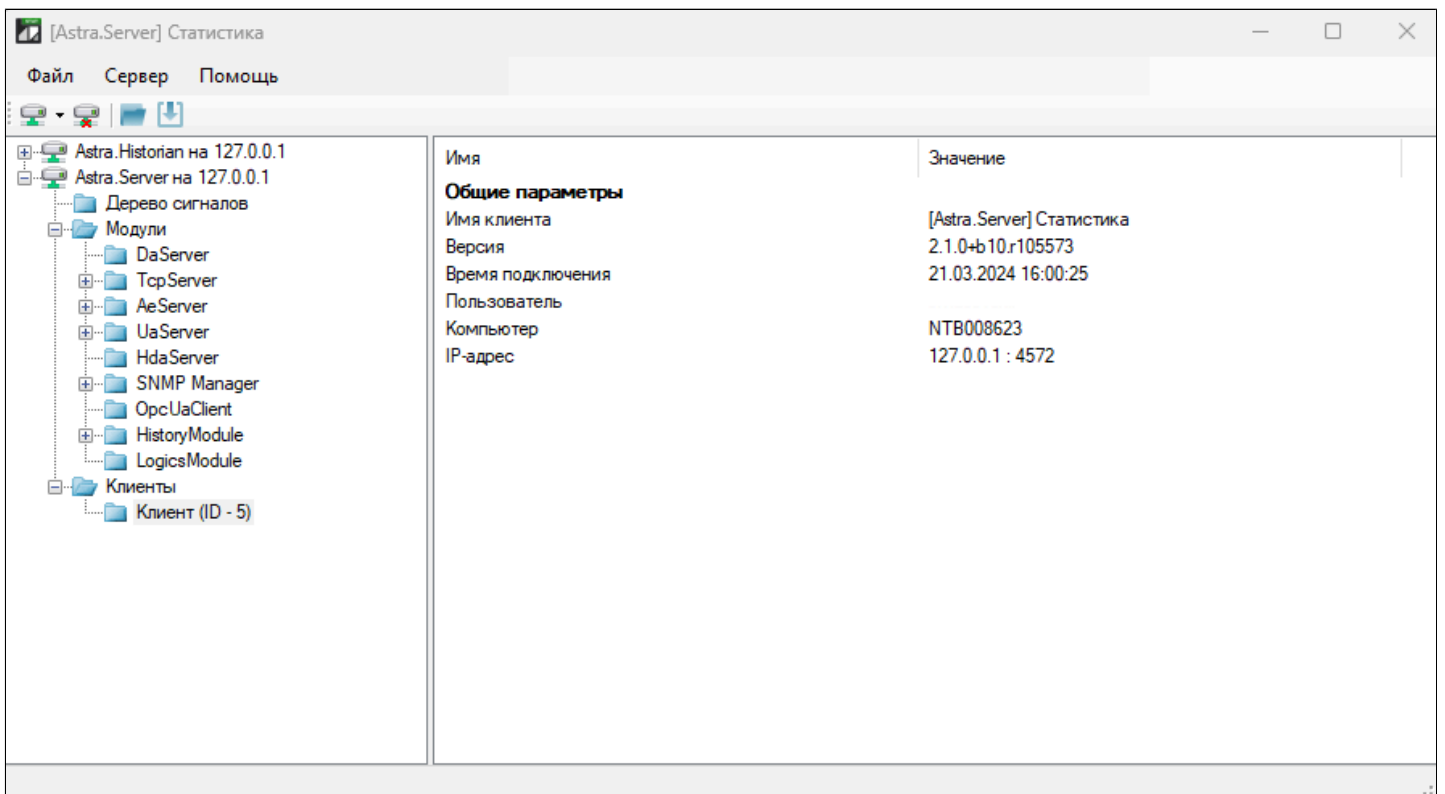 [Astra.Server] Статистика
Файл Сервер Помощь
Astra.Historian на 127.0.0.1
Astra.Server на 127.0.0.1
Дерево сигналов
Модули
DaServer
TcpServer
AeServer
UaServer
HdaServer
SNMP Manager
OpcUaClient
HistoryModule
LogicsModule
Клиенты
Клиент (ID - 5)
Имя Значение
Общие параметры
Имя клиента [Astra.Server] Статистика
Версия 2.1.0+b10.r105573
Время подключения 21.03.2024 16:00:25
Пользователь
Компьютер NTB008623
IP-адрес 127.0.0.1 : 4572